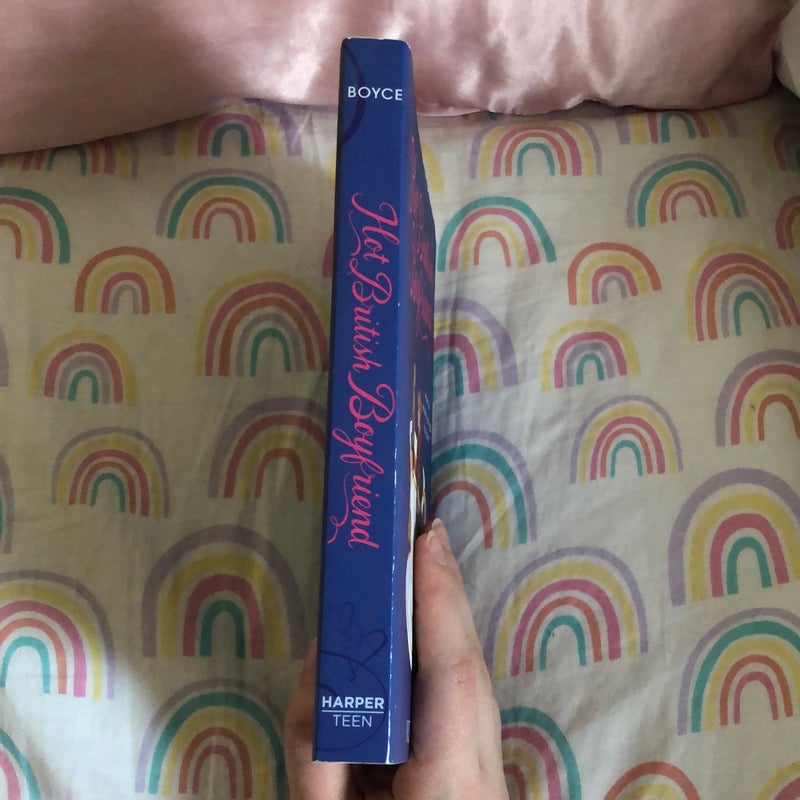 BOYCE
Hot British Boyfriend
HARPER
TEEN